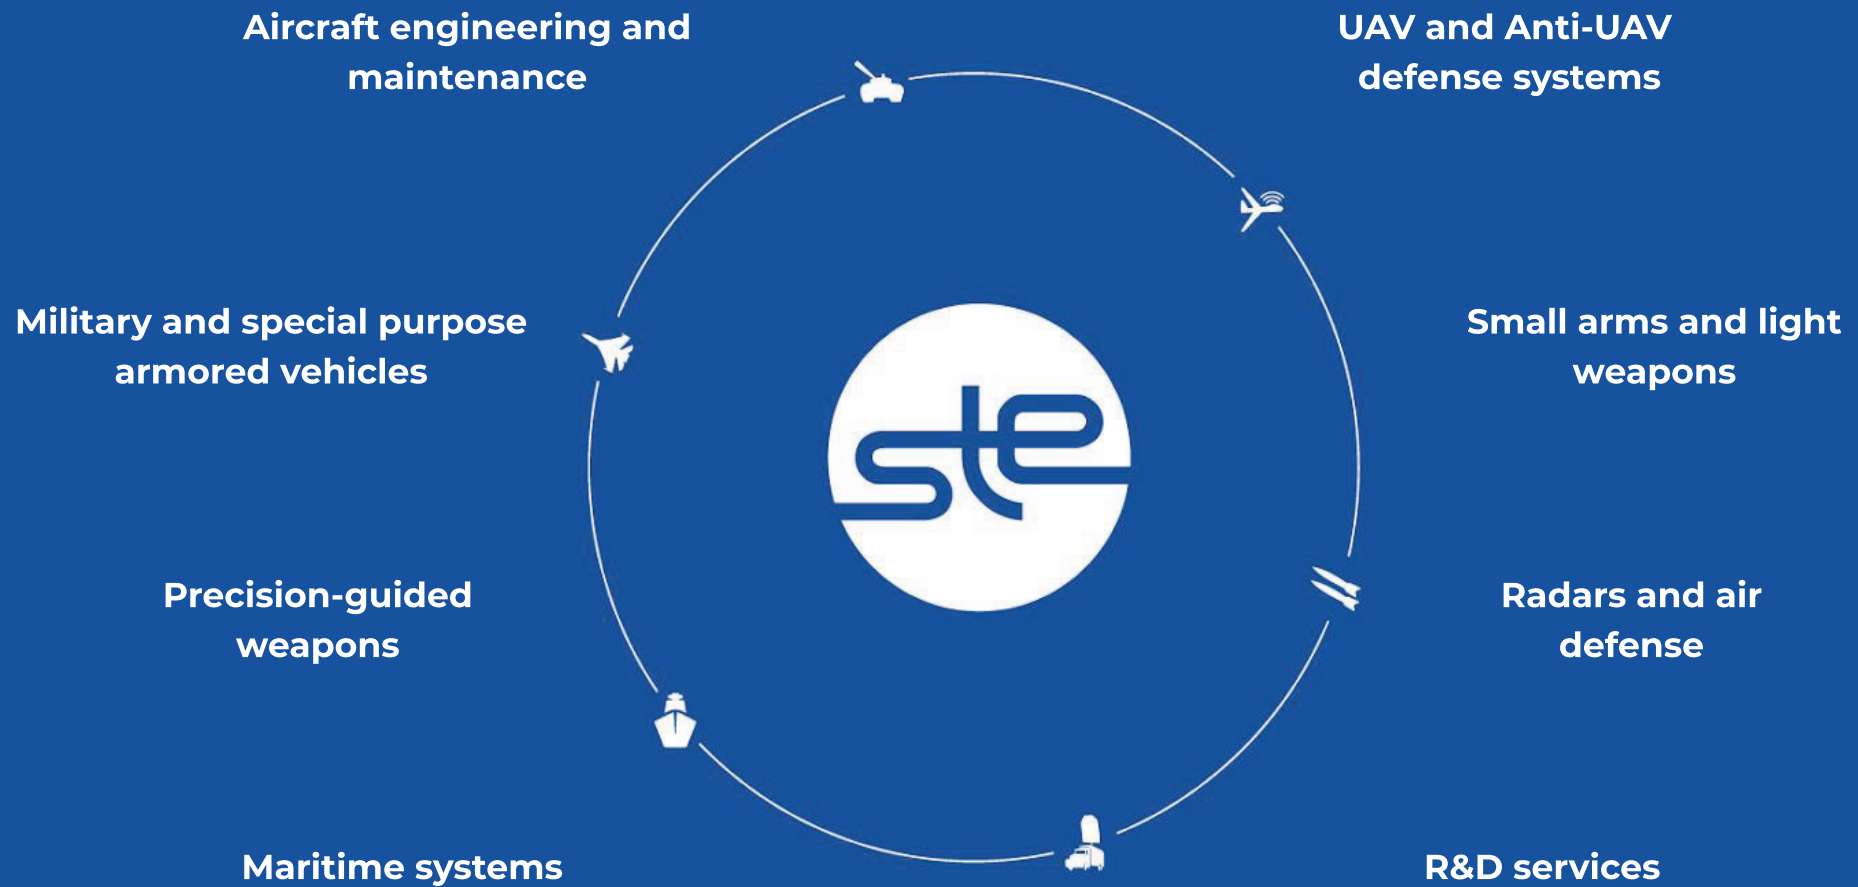 Aircraft engineering and
maintenance
UAV and Anti-UAV
defense systems
Military and special purpose
armored vehicles
Small arms and light
weapons
ste
Precision-guided
weapons
Radars and air
defense
Maritime systems
R&D services